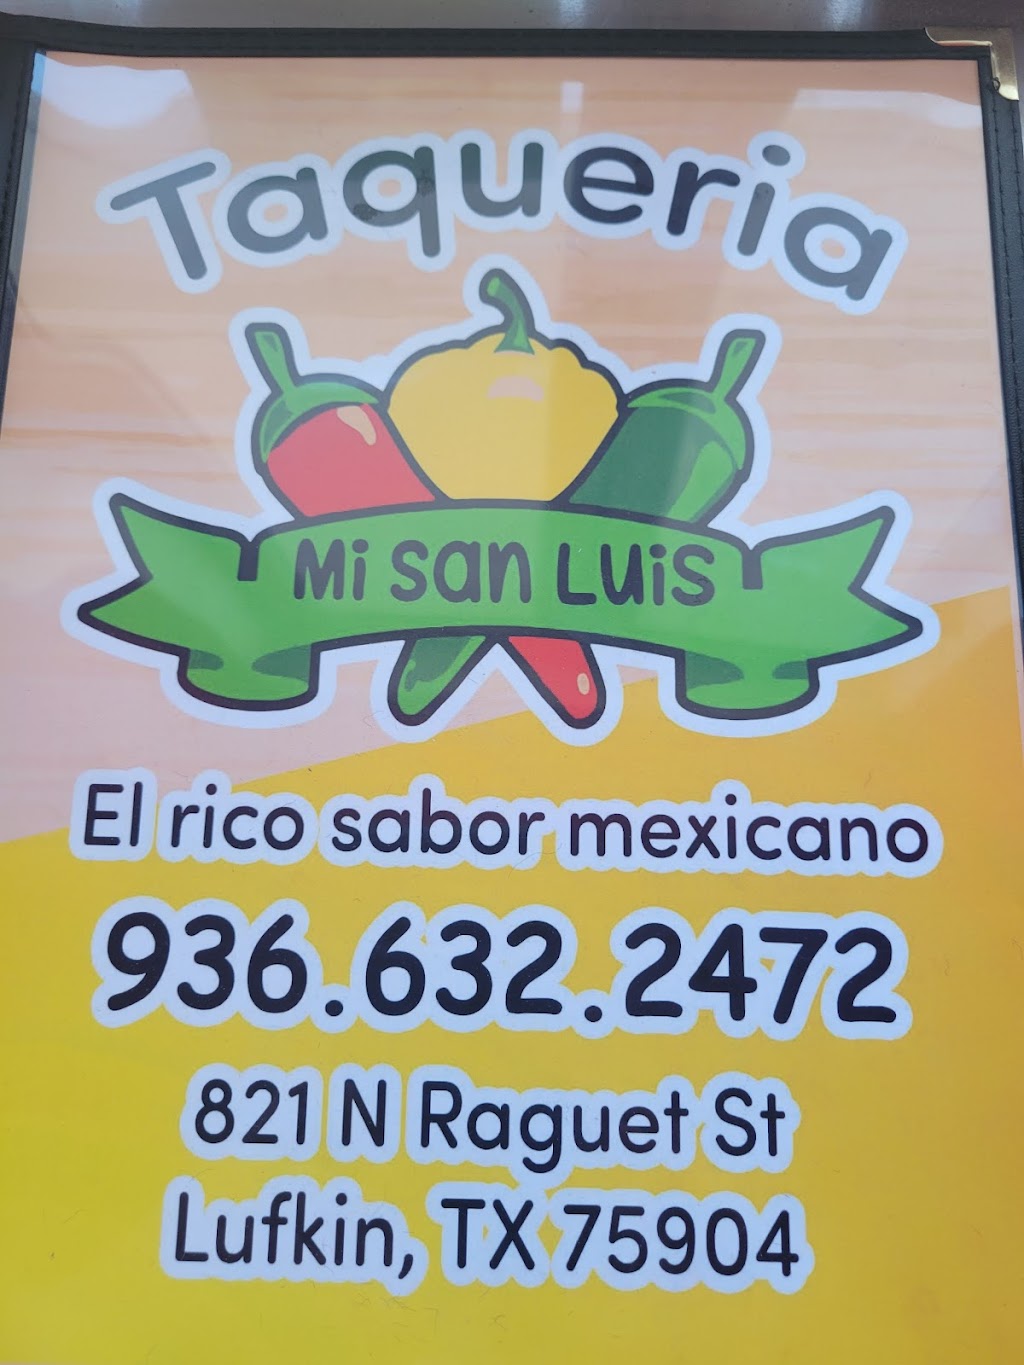 Taqueria
Mi San Luis
El rico sabor mexicano
936.632.2472
821 N Raguet St
Lufkin, TX 75904